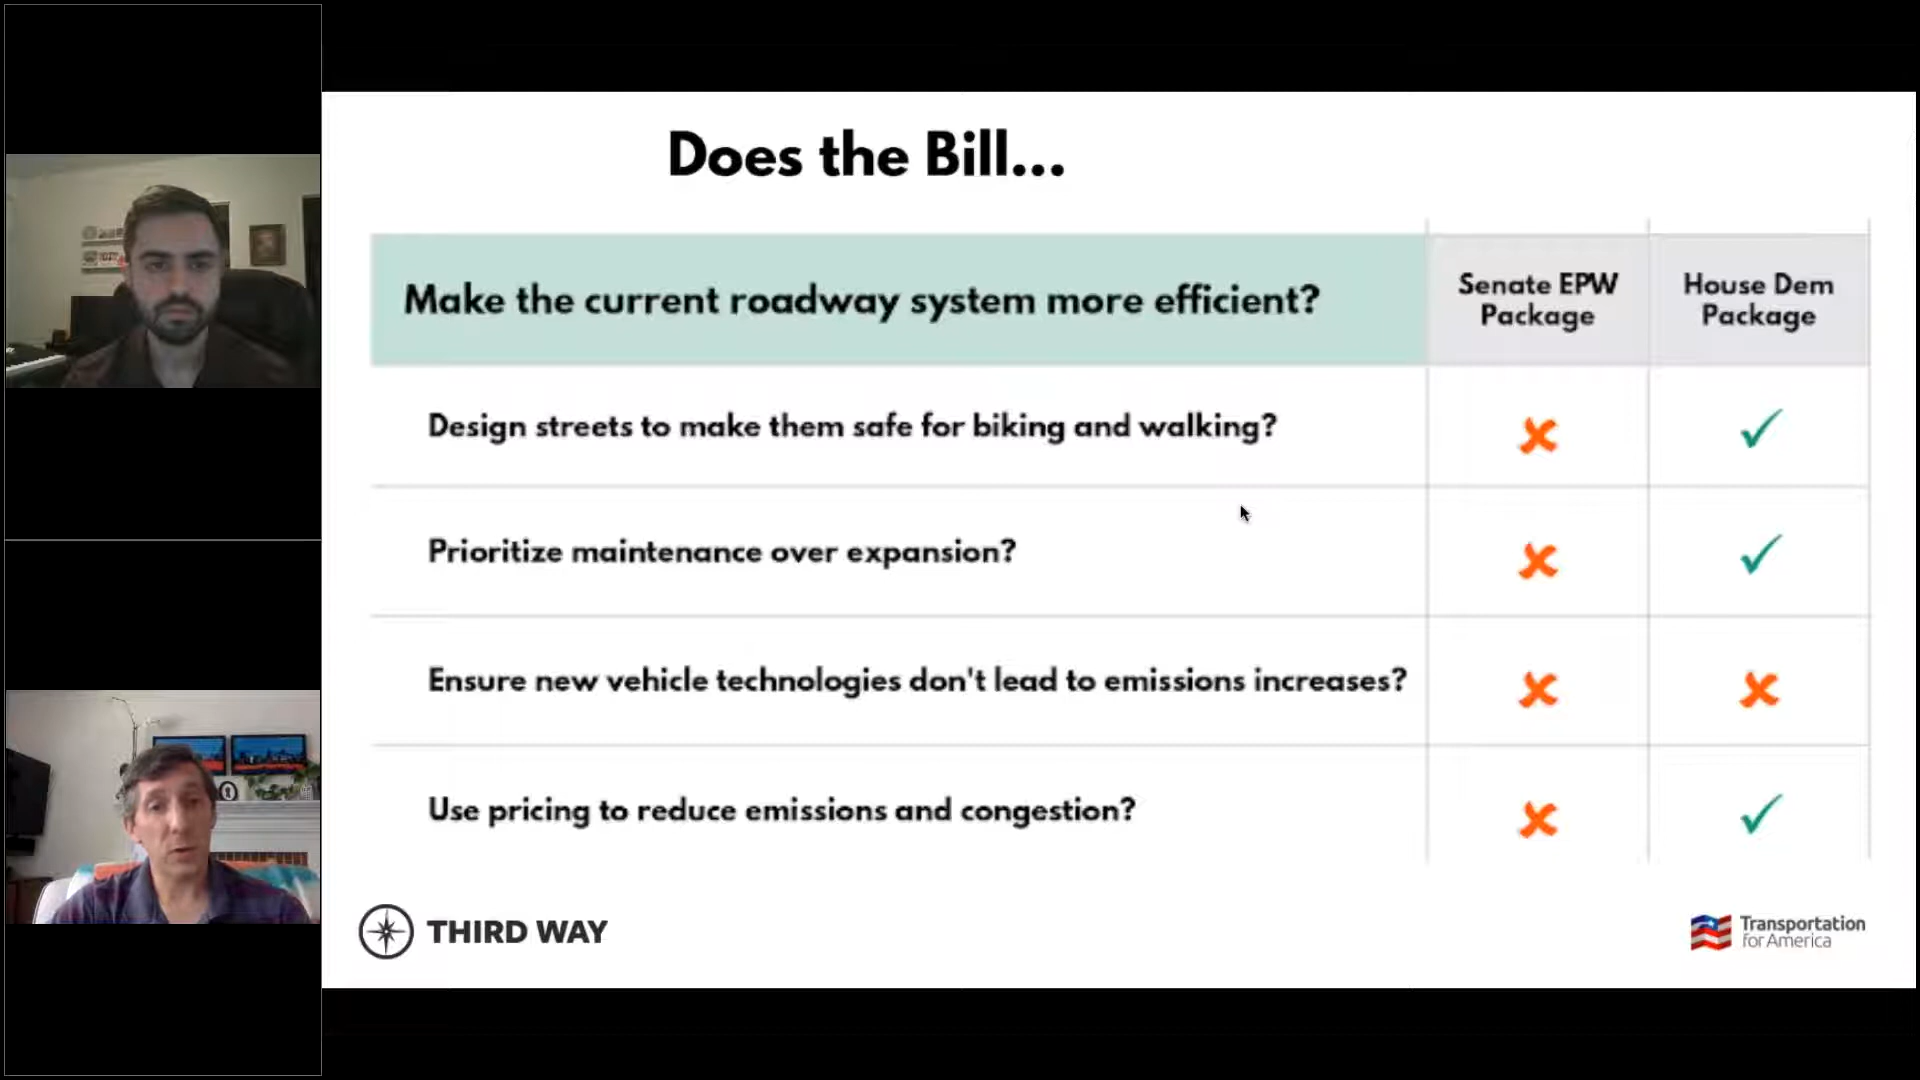 Does the Bill...
Make the current roadway system more efficient?
Senate EPW
Package
House Dem
Package
Design streets to make them safe for biking and walking?
Prioritize maintenance over expansion?
Ensure new vehicle technologies don't lead to emissions increases?
Use pricing to reduce emissions and congestion?
THIRD WAY
Transportation
for America